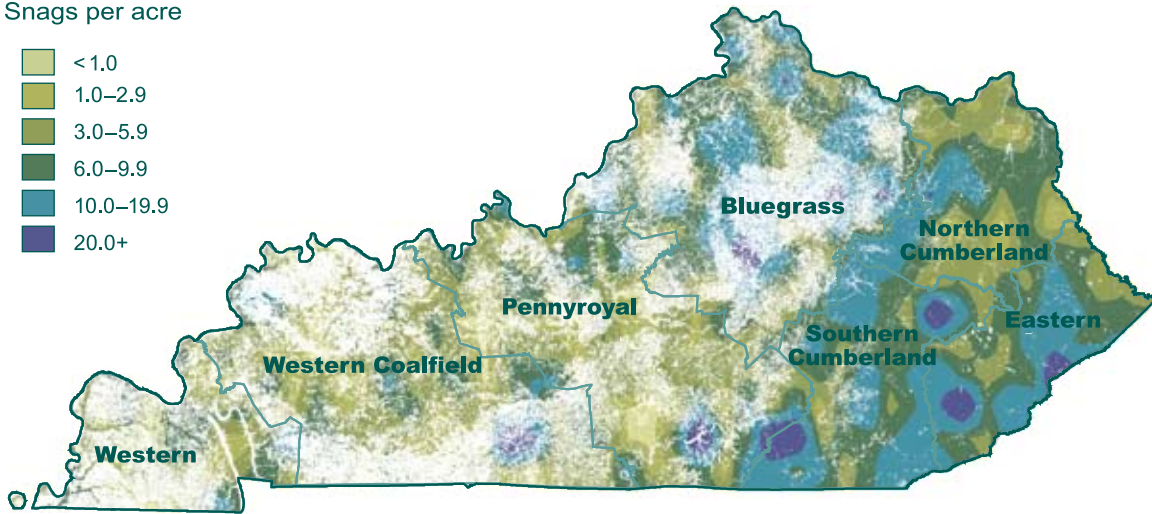 Snags per acre
< 1.0
1.0–2.9
3.0–5.9
6.0–9.9
10.0–19.9
20.0+
Bluegrass
Northern
Cumberland
Pennyroyal
Eastern
Southern
Cumberland
Western Coalfield
Western